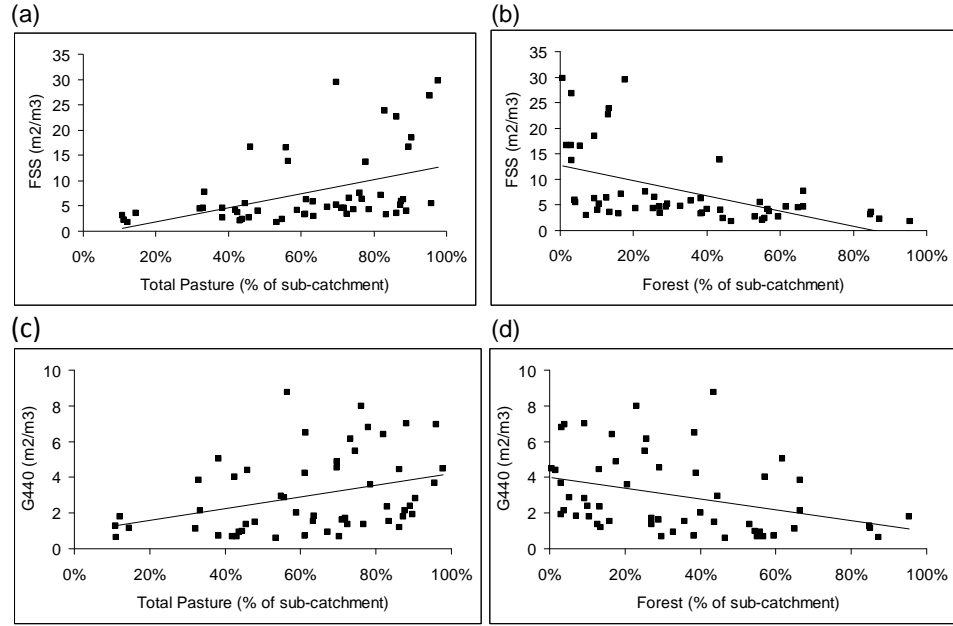 (a)
(b)
35
30
25
20
15
10
5
0
FSS (m2/m3)
0% 20% 40% 60% 80% 100%
Total Pasture (% of sub-catchment)
35
30
25
20
15
10
5
0
FSS (m2/m3)
0% 20% 40% 60% 80% 100%
Forest (% of sub-catchment)
(c)
(d)
10
8
6
4
2
0
G440 (m2/m3)
0% 20% 40% 60% 80% 100%
Total Pasture (% of sub-catchment)
10
8
6
4
2
0
G440 (m2/m3)
0% 20% 40% 60% 80% 100%
Forest (% of sub-catchment)